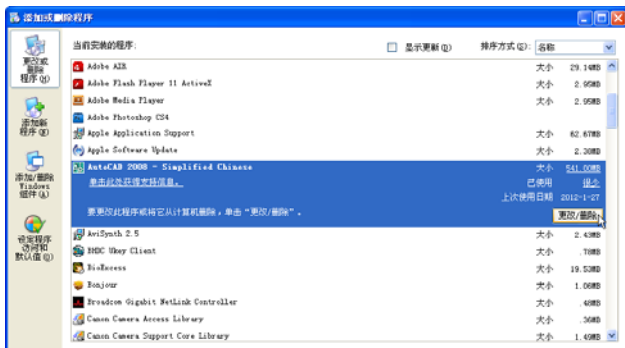 添加或删除程序
更改或删除程序(H)
添加新程序(N)
添加/删除Windows组件(A)
设定程序访问和默认值(O)
当前安装的程序: 显示更新(D) 排序方式(S): 名称
Adobe AIR 大小 29.14MB
Adobe Flash Player 11 ActiveX 大小 2.95MB
Adobe Media Player 大小 2.95MB
Adobe Photoshop CS4
Apple Application Support 大小 62.67MB
Apple Software Update 大小 2.38MB
AutoCAD 2008 - Simplified Chinese 大小 541.00MB
单击此处获得支持信息。 已使用 很少
上次使用日期 2012-1-27
要更改此程序或将它从计算机删除，单击“更改/删除”。 更改/删除
AviSynth 2.5 大小 2.43MB
BHDC Ukey Client 大小 .78MB
BioExcess 大小 19.53MB
Bonjour 大小 1.06MB
Broadcom Gigabit NetLink Controller 大小 .48MB
Canon Camera Access Library 大小 .36MB
Canon Camera Support Core Library 大小 1.49MB